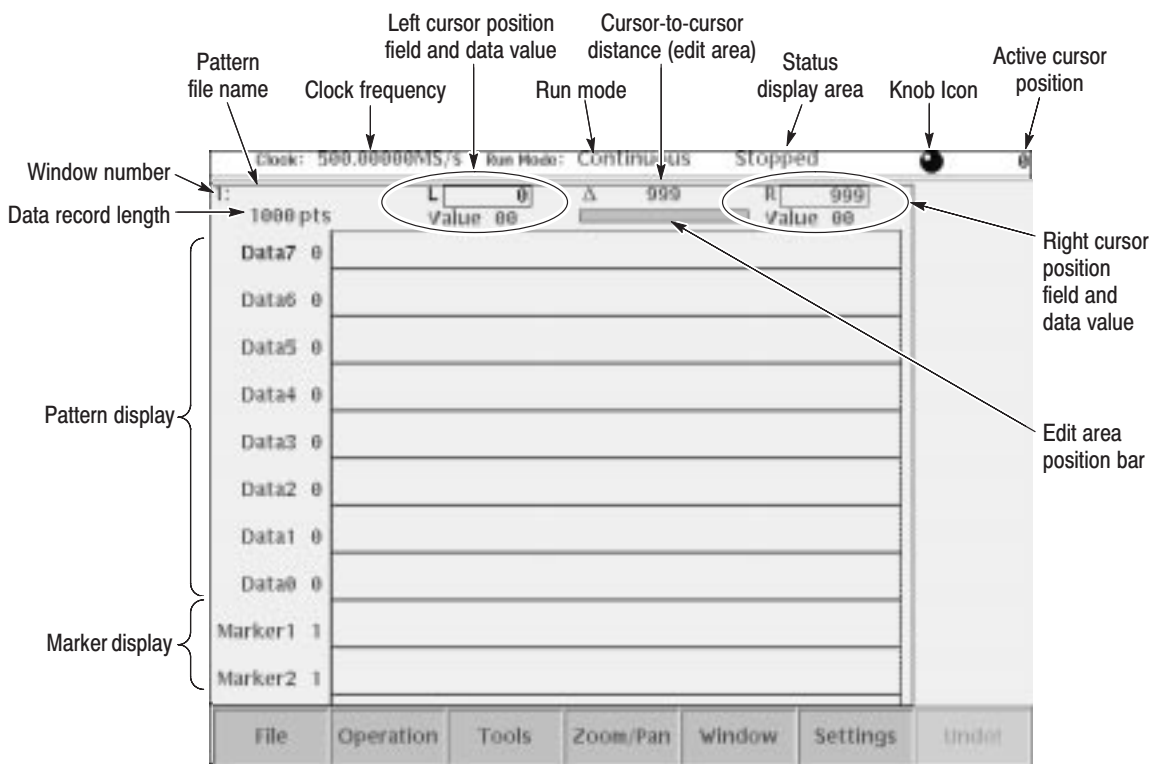 Left cursor position
field and data value
Cursor-to-cursor
distance (edit area)
Pattern
file name
Clock frequency
Run mode
Status
display area
Knob Icon
Active cursor
position
Window number
Data record length
Clock: 500.00000MS/s Run Mode: Continuous Stopped 0
1:
L 0 Δ 999 R 999
1000 pts Value 00 Value 00
Data7 0
Data6 0
Data5 0
Data4 0
Data3 0
Data2 0
Data1 0
Data0 0
Marker1 1
Marker2 1
Pattern display
Marker display
Right cursor
position
field and
data value
Edit area
position bar
File Operation Tools Zoom/Pan Window Settings Undo!